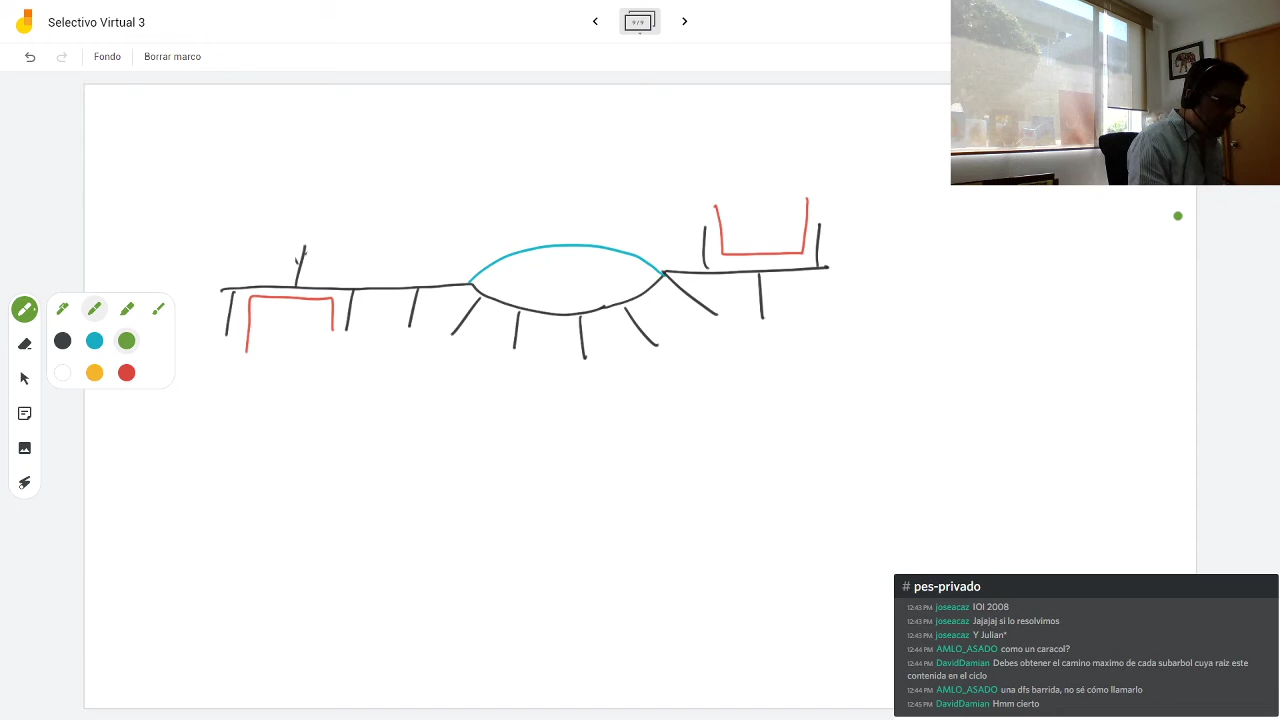 Selectivo Virtual 3
9 / 9
Fondo
Borrar marco
# pes-privado
12:43 PM joseacaz IOI 2008
12:43 PM joseacaz Jajajaj si lo resolvimos
12:43 PM joseacaz Y Julian*
12:44 PM AMLO_ASADO como un caracol?
12:44 PM DavidDamian Debes obtener el camino maximo de cada subarbol cuya raiz este
contenida en el ciclo
12:44 PM AMLO_ASADO una dfs barrida, no sé cómo llamarlo
12:45 PM DavidDamian Hmm cierto